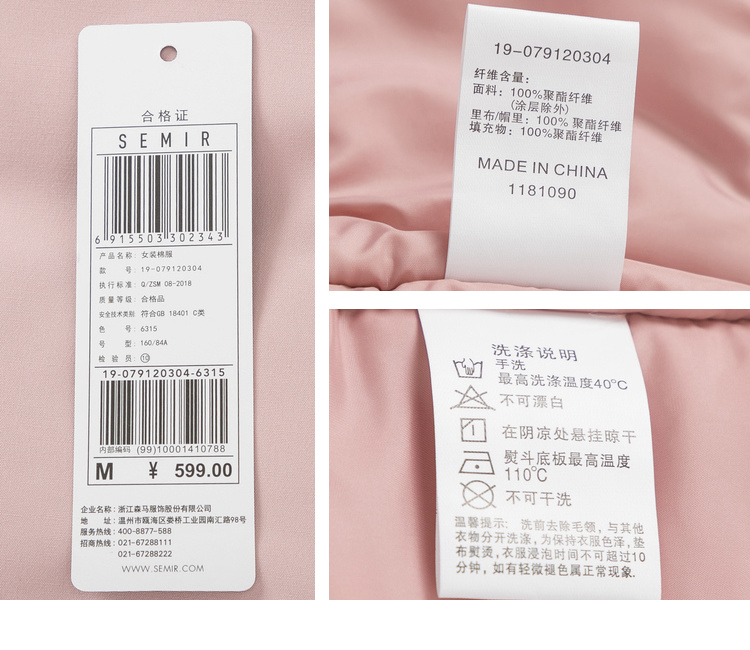 合格证
SEMIR
6 915503 302343
产品名称: 女装棉服
款 号: 19-079120304
执行标准: Q/ZSM 08-2018
质量等级: 合格品
安全技术类别: 符合GB 18401 C类
色 号: 6315
号 型: 160/84A
检 验 员: ⑩
19-079120304-6315
内部编码 (99)10001410788
M ¥ 599.00
企业名称: 浙江森马服饰股份有限公司
地 址: 温州市瓯海区娄桥工业园南汇路98号
服务热线: 400-8877-588
招商热线: 021-67288111
021-67288222
WWW.SEMIR.COM
19-079120304
纤维含量:
面料: 100%聚酯纤维
(涂层除外)
里布/帽里: 100% 聚酯纤维
填充物: 100%聚酯纤维
MADE IN CHINA
1181090
洗涤说明
手洗
最高洗涤温度40℃
不可漂白
在阴凉处悬挂晾干
熨斗底板最高温度
110℃
不可干洗
温馨提示: 洗前去除毛领, 与其他
衣物分开洗涤, 为保持衣服色泽, 垫
布熨烫, 衣服浸泡时间不可超过10
分钟, 如有轻微褪色属正常现象.